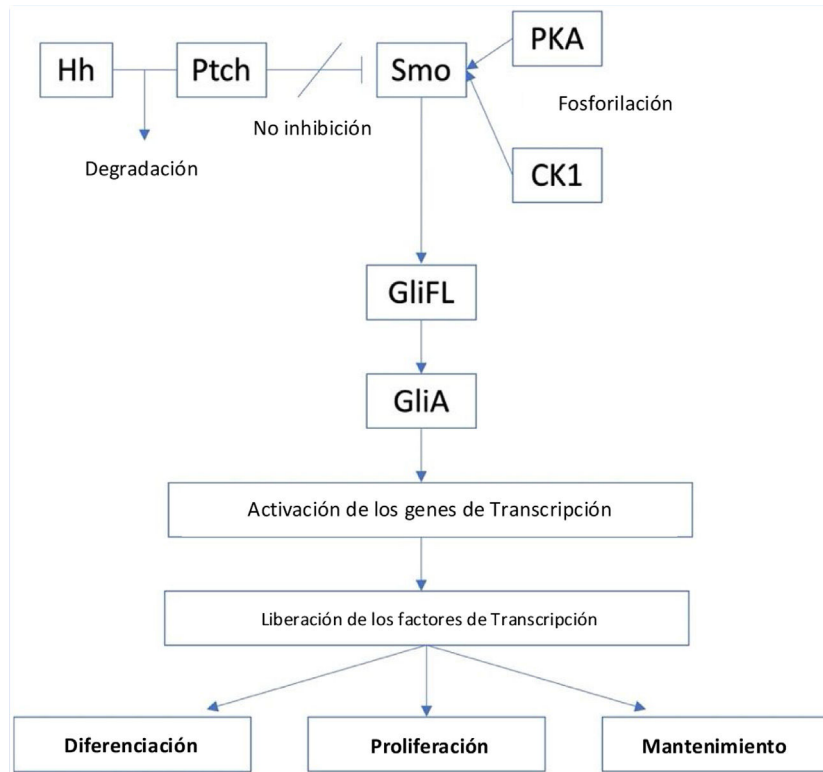 Hh
Ptch
Smo
PKA
Fosforilación
No inhibición
Degradación
CK1
GliFL
GliA
Activación de los genes de Transcripción
Liberación de los factores de Transcripción
Diferenciación
Proliferación
Mantenimiento